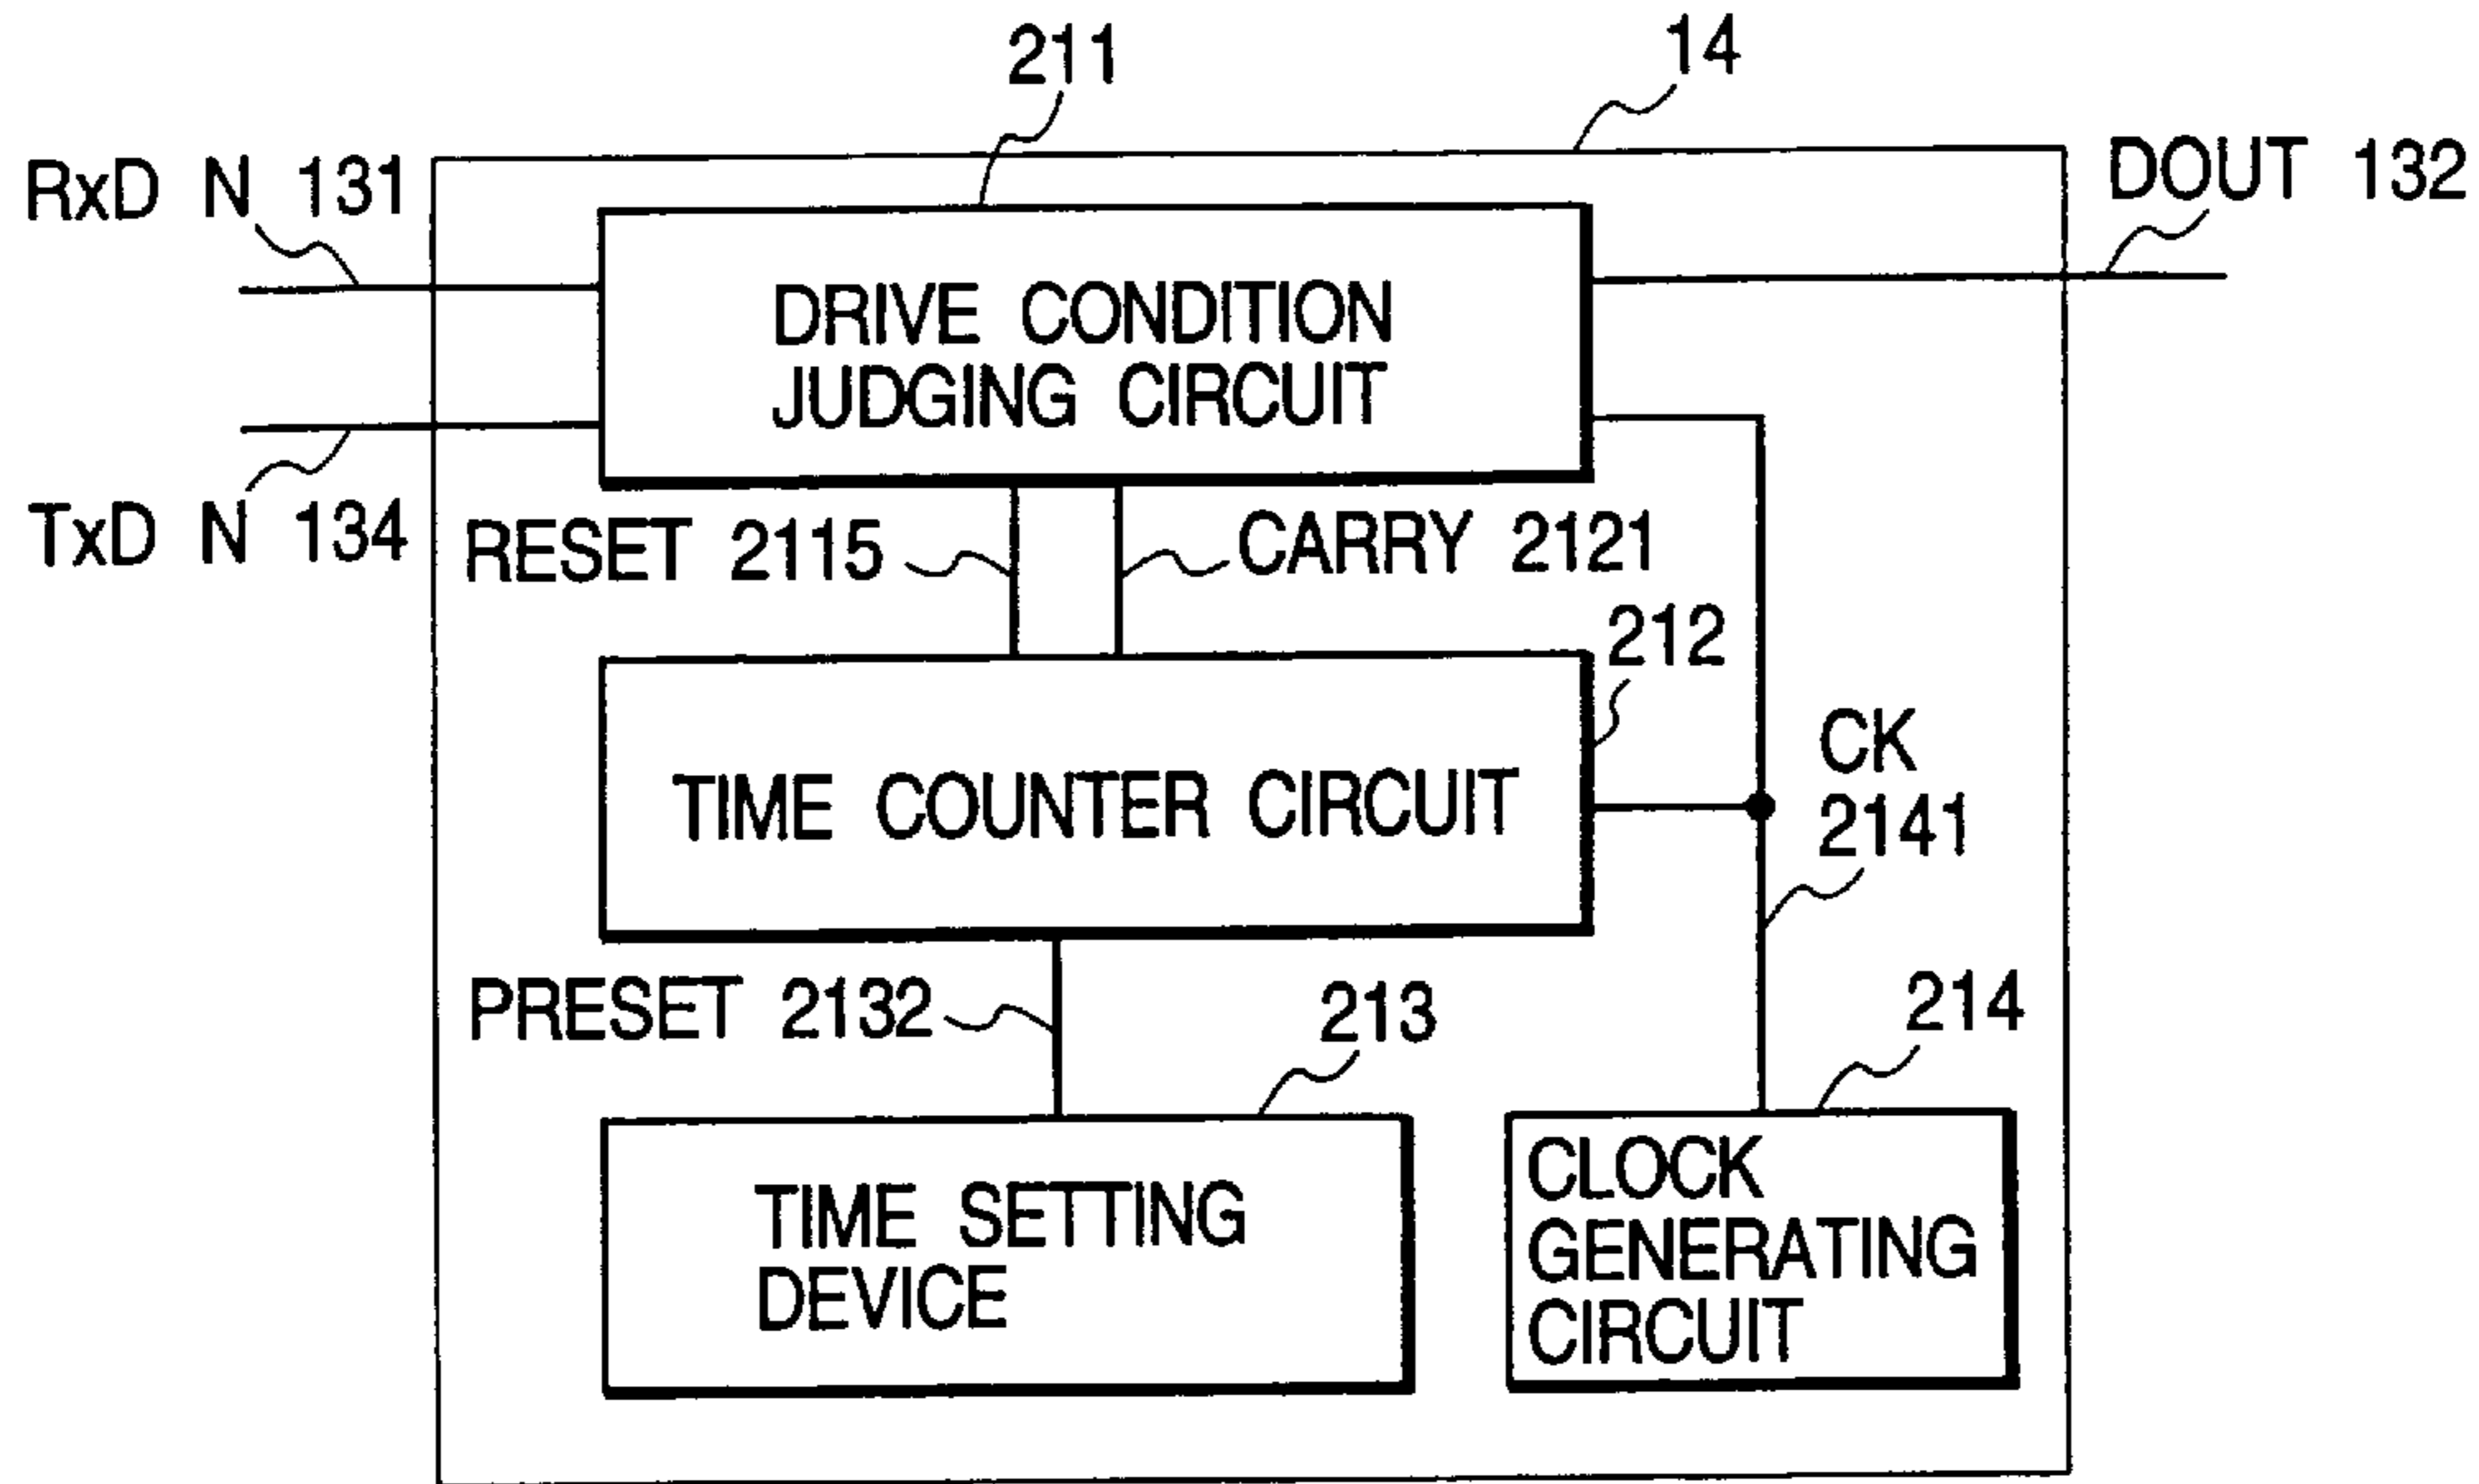 211
14
RxD N 131
DOUT 132
DRIVE CONDITION
JUDGING CIRCUIT
TxD N 134
RESET 2115
CARRY 2121
212
TIME COUNTER CIRCUIT
CK
2141
PRESET 2132
213
214
TIME SETTING
DEVICE
CLOCK
GENERATING
CIRCUIT